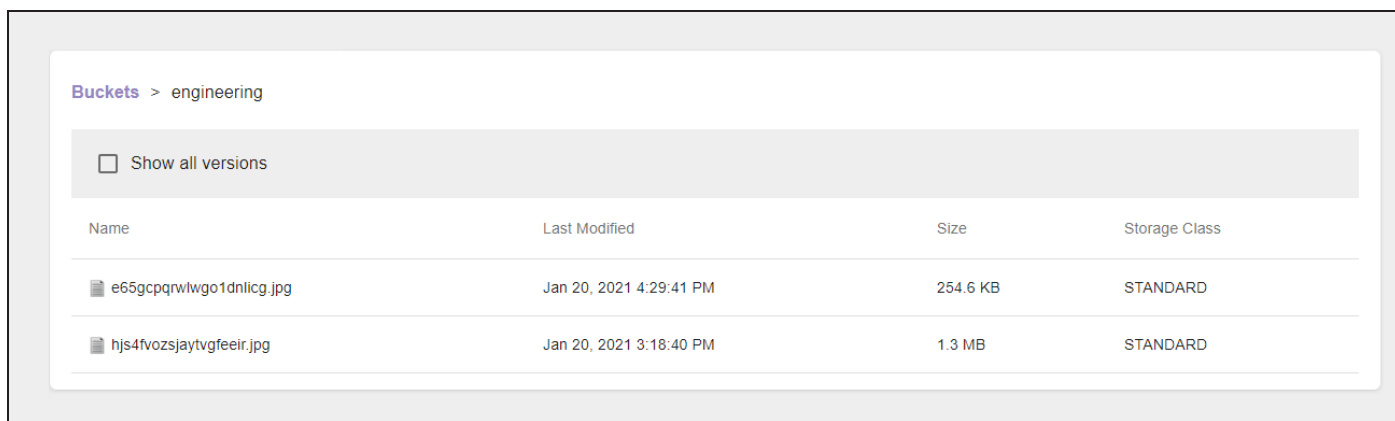 Buckets > engineering
Show all versions
Name Last Modified Size Storage Class
e65gcpqrwlwgo1dnlicg.jpg Jan 20, 2021 4:29:41 PM 254.6 KB STANDARD
hjs4fvozsjaytvgfeeir.jpg Jan 20, 2021 3:18:40 PM 1.3 MB STANDARD